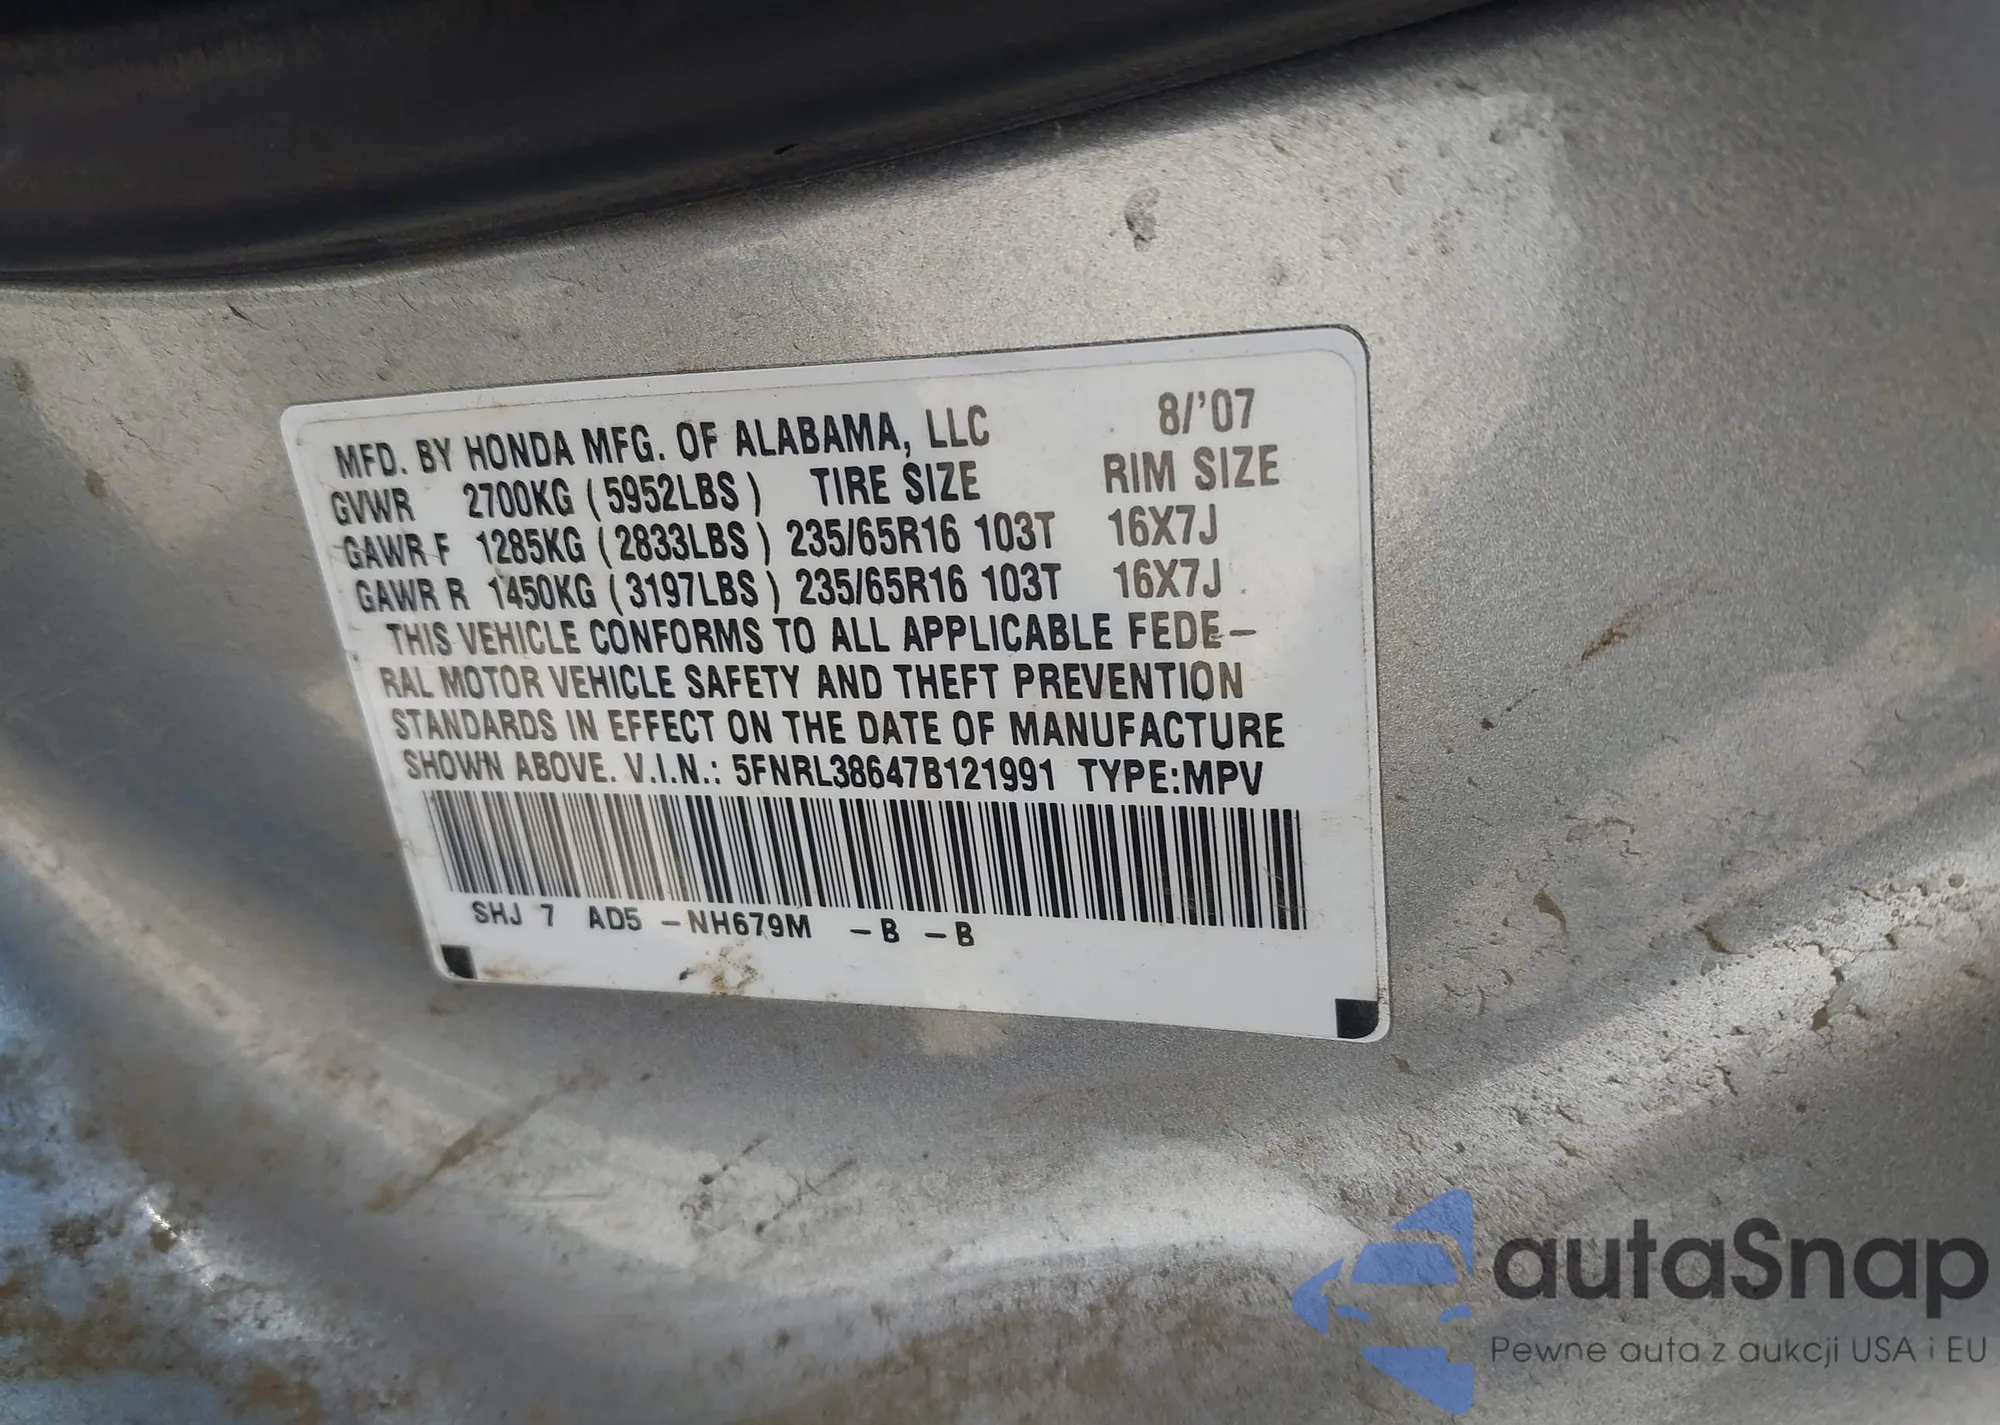 MFD. BY HONDA MFG. OF ALABAMA, LLC 8/'07
GVWR 2700KG (5952LBS) TIRE SIZE RIM SIZE
GAWR F 1285KG (2833LBS) 235/65R16 103T 16X7J
GAWR R 1450KG (3197LBS) 235/65R16 103T 16X7J
THIS VEHICLE CONFORMS TO ALL APPLICABLE FEDE–
RAL MOTOR VEHICLE SAFETY AND THEFT PREVENTION
STANDARDS IN EFFECT ON THE DATE OF MANUFACTURE
SHOWN ABOVE. V.I.N.: 5FNRL38647B121991 TYPE:MPV
SHJ 7 AD5 –NH679M –B –B
autaSnap
Pewne auta z aukcji USA i EU